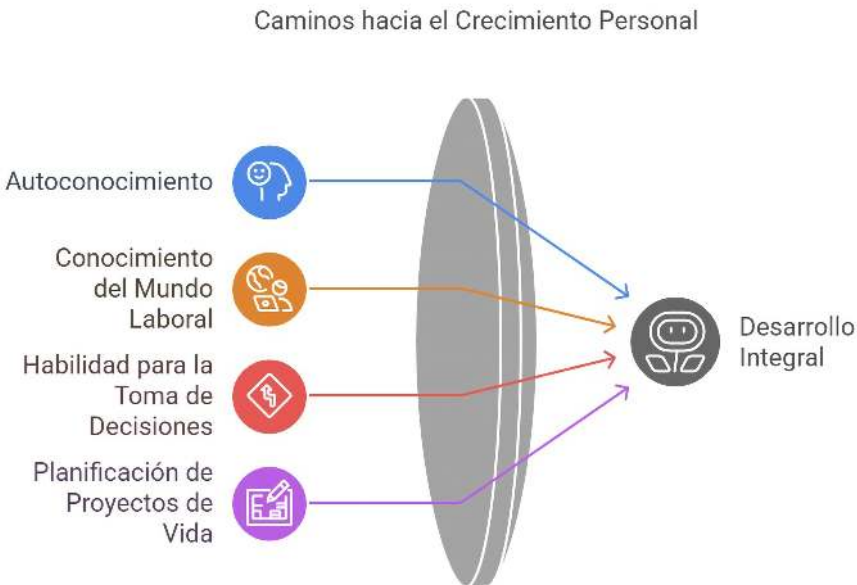 Caminos hacia el Crecimiento Personal
Autoconocimiento
Conocimiento
del Mundo
Laboral
Habilidad para la
Toma de
Decisiones
Planificación de
Proyectos de
Vida
Desarrollo
Integral